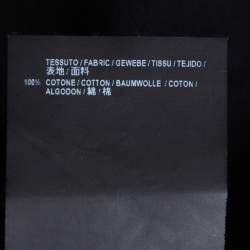 TESSUTO / FABRIC / GEWEBE / TISSU / TEJIDO /
表地 / 面料
100% COTONE / COTTON / BAUMWOLLE / COTON /
ALGODON / 綿 / 棉